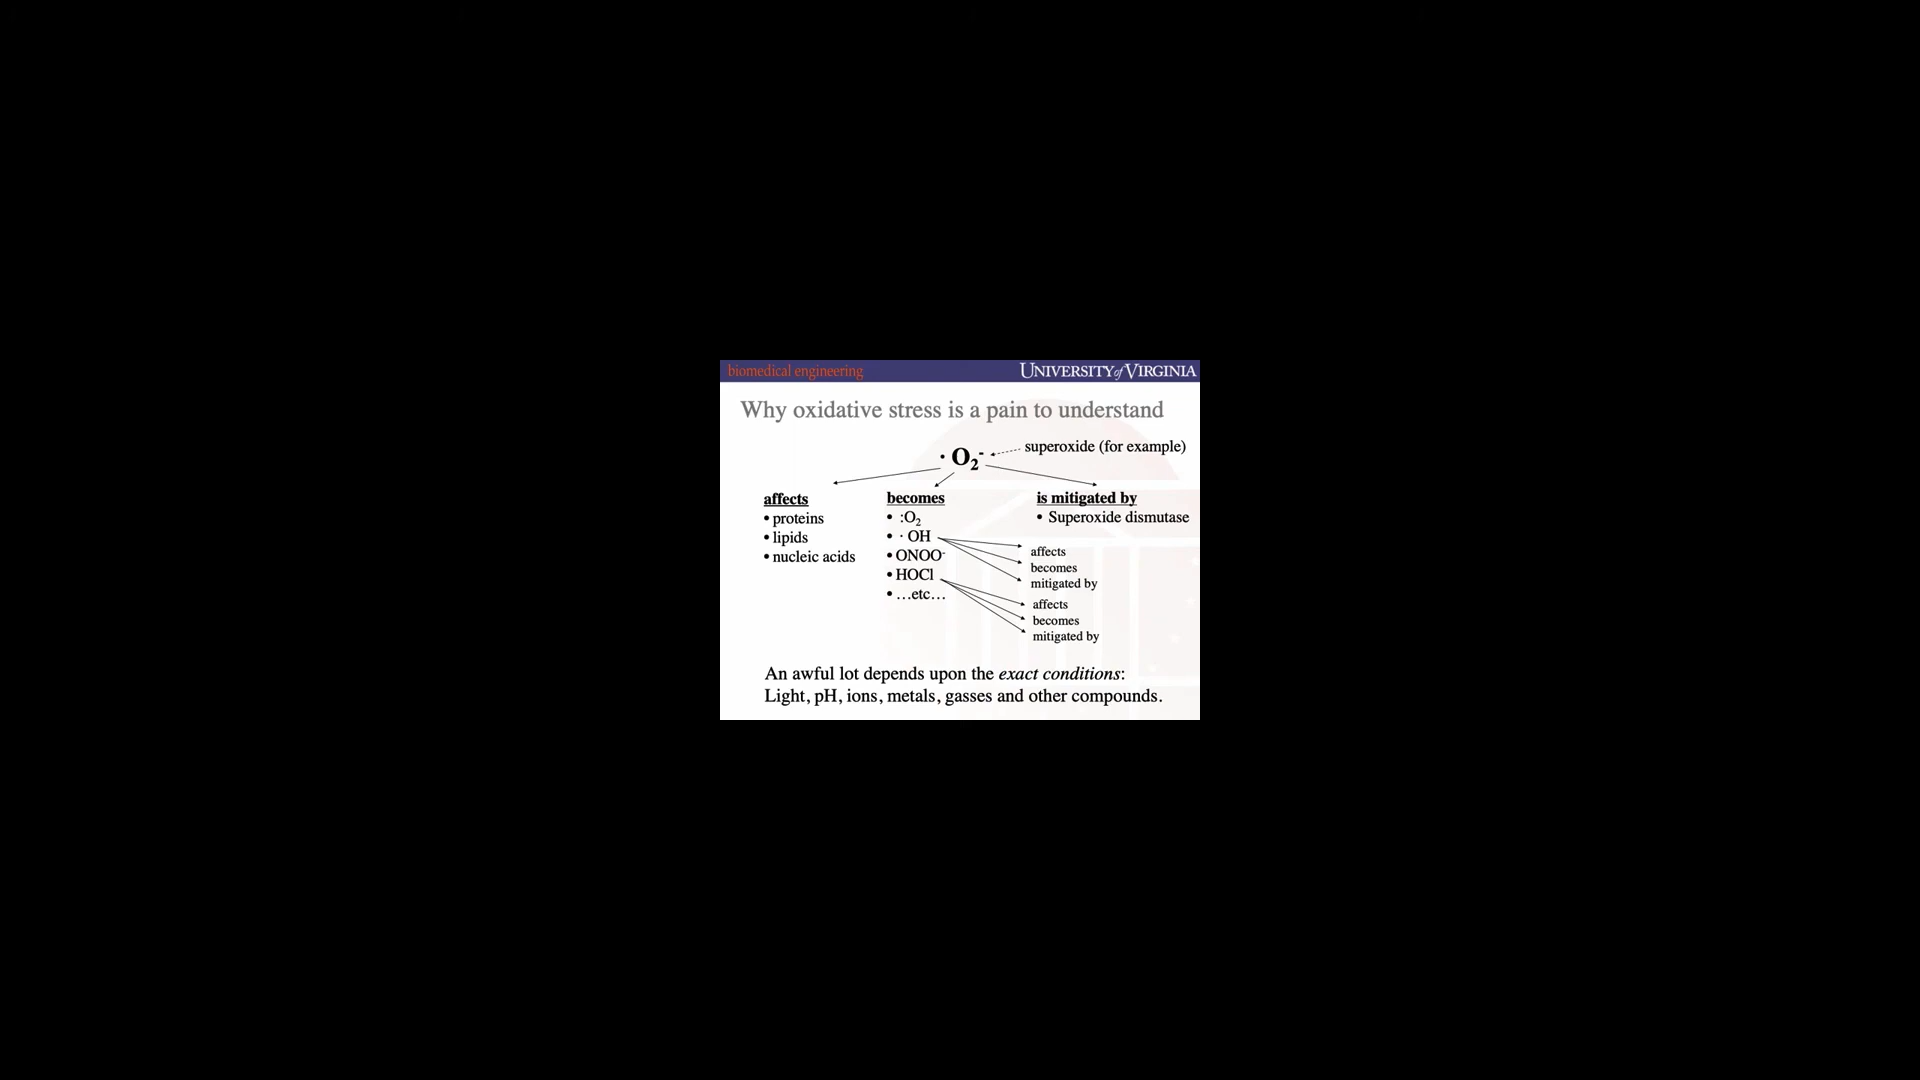 biomedical engineering
UNIVERSITY of VIRGINIA
Why oxidative stress is a pain to understand
· O₂⁻
superoxide (for example)
affects
• proteins
• lipids
• nucleic acids
becomes
• :O₂
• · OH
• ONOO⁻
• HOCl
• …etc…
is mitigated by
• Superoxide dismutase
affects
becomes
mitigated by
affects
becomes
mitigated by
An awful lot depends upon the exact conditions:
Light, pH, ions, metals, gasses and other compounds.